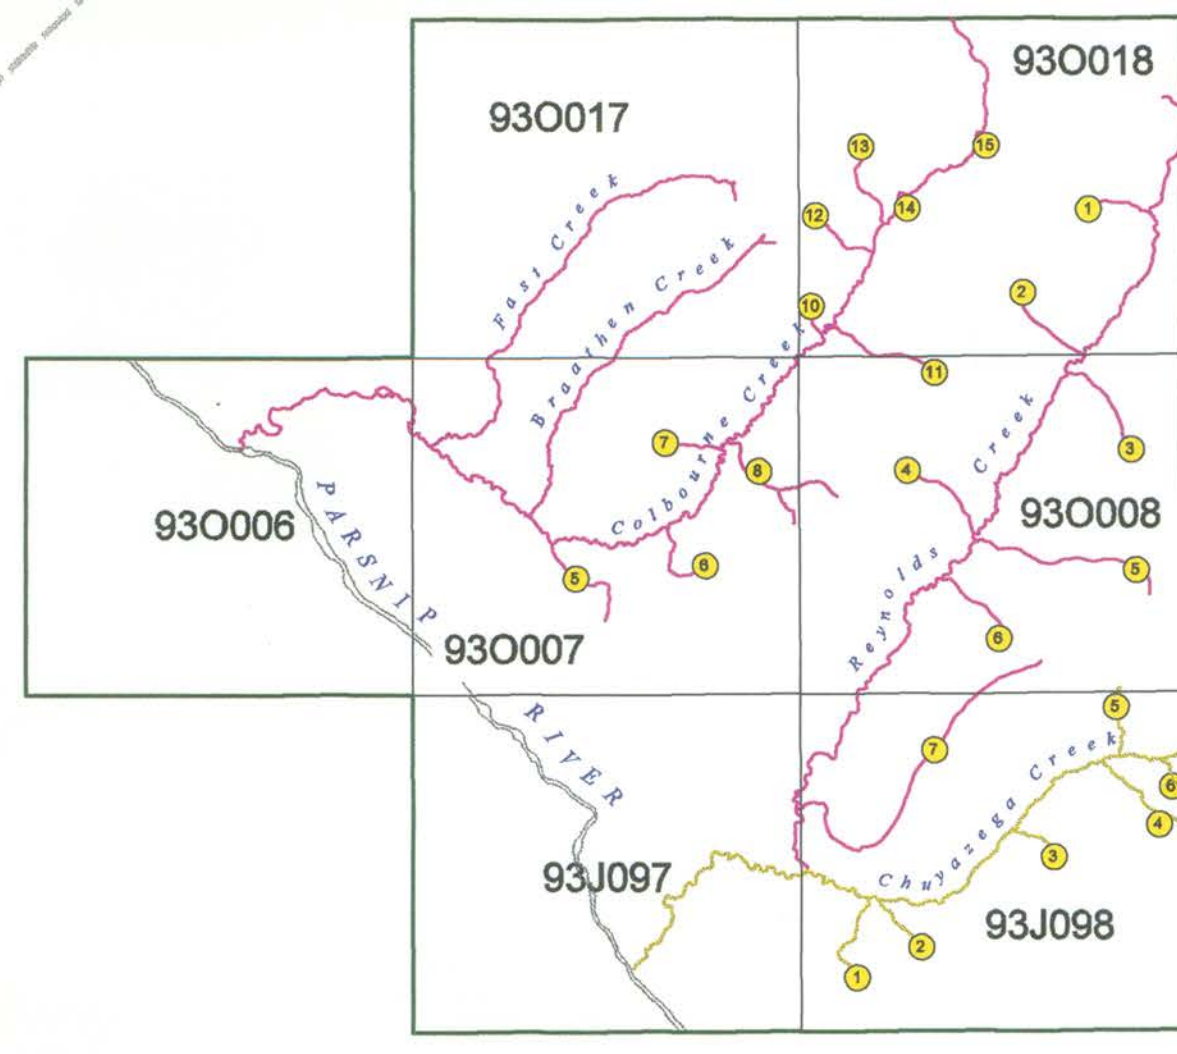 93O018
93O017
13
15
12
14
1
Fast Creek
Braathen Creek
2
10
11
Colbourne Creek
7
8
3
4
Reynolds Creek
93O006
PARSNIP RIVER
93O008
5
6
5
6
93O007
5
7
Chuyazega Creek
6
4
3
93J097
93J098
2
1